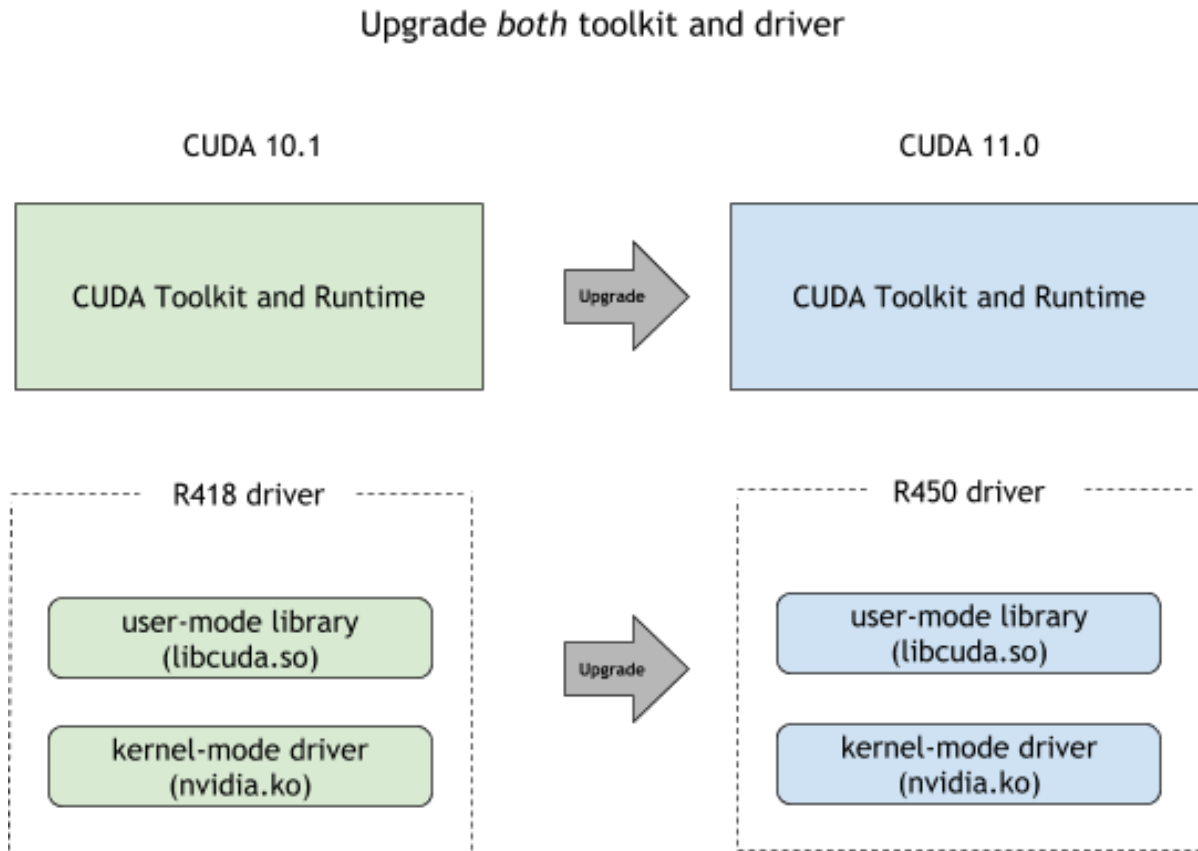 Upgrade both toolkit and driver
CUDA 10.1
CUDA 11.0
CUDA Toolkit and Runtime
Upgrade
CUDA Toolkit and Runtime
R418 driver
R450 driver
user-mode library
(libcuda.so)
Upgrade
user-mode library
(libcuda.so)
kernel-mode driver
(nvidia.ko)
kernel-mode driver
(nvidia.ko)